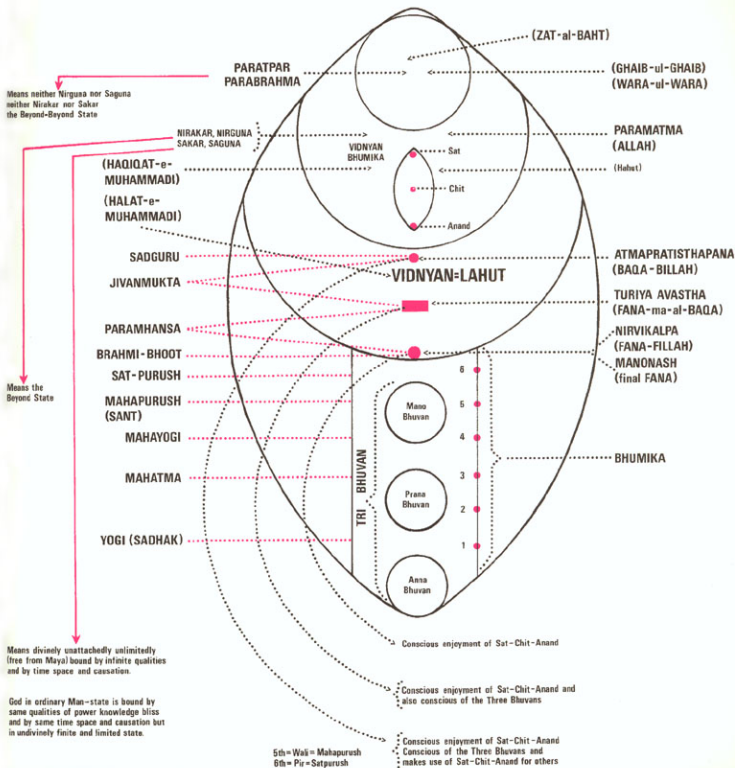 (ZAT-al-BAHT)
PARATPAR
PARABRAHMA
(GHAIB-ul-GHAIB)
(WARA-ul-WARA)
Means neither Nirguna nor Saguna
neither Nirakar nor Sakar
the Beyond-Beyond State
NIRAKAR, NIRGUNA
SAKAR, SAGUNA
VIDNYAN
BHUMIKA
PARAMATMA
(ALLAH)
(HAQIQAT-e-
MUHAMMADI)
Sat
(Hahut)
Chit
(HALAT-e-
MUHAMMADI)
Anand
SADGURU
ATMAPRATISTHAPANA
(BAQA-BILLAH)
VIDNYAN=LAHUT
JIVANMUKTA
TURIYA AVASTHA
(FANA-ma-al-BAQA)
PARAMHANSA
NIRVIKALPA
(FANA-FILLAH)
BRAHMI-BHOOT
MANONASH
(final FANA)
SAT-PURUSH
6
Means the
Beyond State
MAHAPURUSH
(SANT)
Mano
Bhuvan
5
MAHAYOGI
4
BHUMIKA
MAHATMA
TRI BHUVAN
3
Prana
Bhuvan
2
YOGI (SADHAK)
1
Anna
Bhuvan
Conscious enjoyment of Sat-Chit-Anand
Means divinely unattachedly unlimitedly
(free from Maya) bound by infinite qualities
and by time space and causation.
Conscious enjoyment of Sat-Chit-Anand and
also conscious of the Three Bhuvans
God in ordinary Man-state is bound by
same qualities of power knowledge bliss
and by same time space and causation but
in undivinely finite and limited state.
5th=Wali=Mahapurush
6th=Pir=Satpurush
Conscious enjoyment of Sat-Chit-Anand
Conscious of the Three Bhuvans and
makes use of Sat-Chit-Anand for others